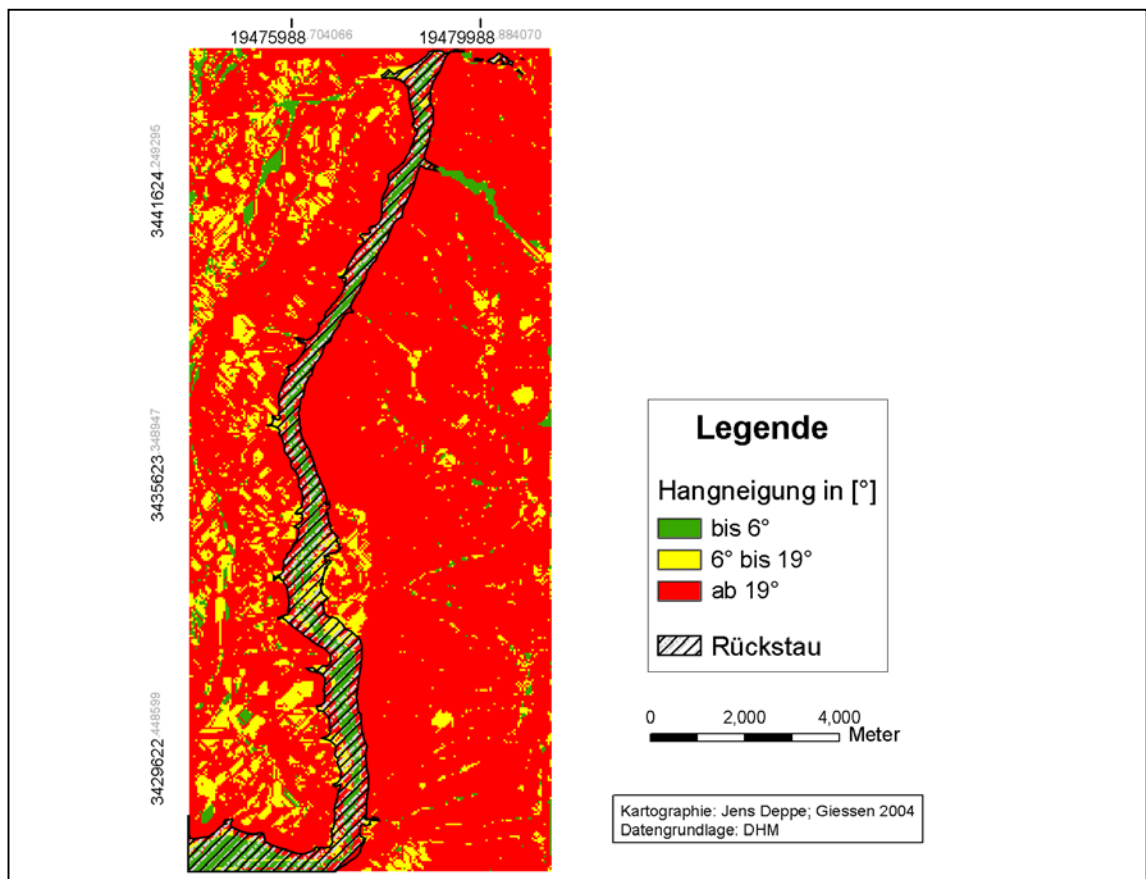 19475988.704066 19479988.884070
3441624.249295
3435623.348947
3429622.448599
Legende
Hangneigung in [°]
bis 6°
6° bis 19°
ab 19°
Rückstau
0 2,000 4,000
Meter
Kartographie: Jens Deppe; Giessen 2004
Datengrundlage: DHM